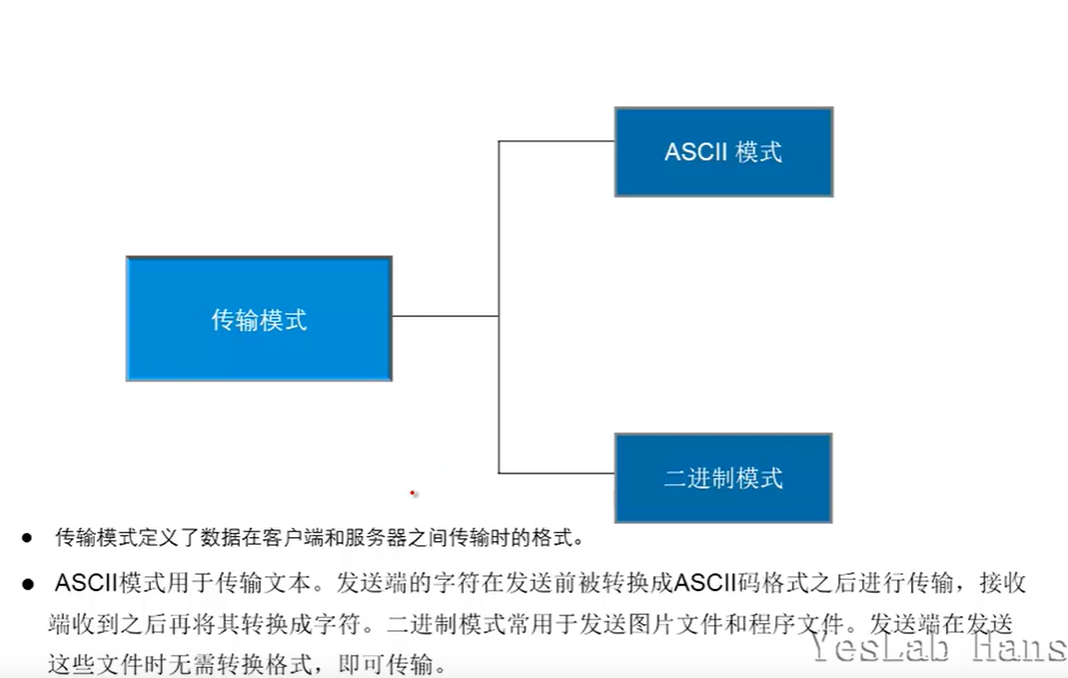 ASCII 模式
传输模式
二进制模式
● 传输模式定义了数据在客户端和服务器之间传输时的格式。
● ASCII模式用于传输文本。发送端的字符在发送前被转换成ASCII码格式之后进行传输，接收
端收到之后再将其转换成字符。二进制模式常用于发送图片文件和程序文件。发送端在发送
这些文件时无需转换格式，即可传输。
YesLab Hans